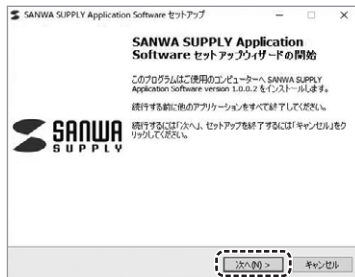 SANWA SUPPLY Application Software セットアップ
SANWA SUPPLY Application
Software セットアップウィザードの開始
このプログラムはご使用のコンピューターへ SANWA SUPPLY
Application Software version 1.0.0.2 をインストールします。
続行する前に他のアプリケーションをすべて終了してください。
続行するには「次へ」、セットアップを終了するには「キャンセル」をク
リックしてください。
SANWA
SUPPLY
次へ(N) >
キャンセル